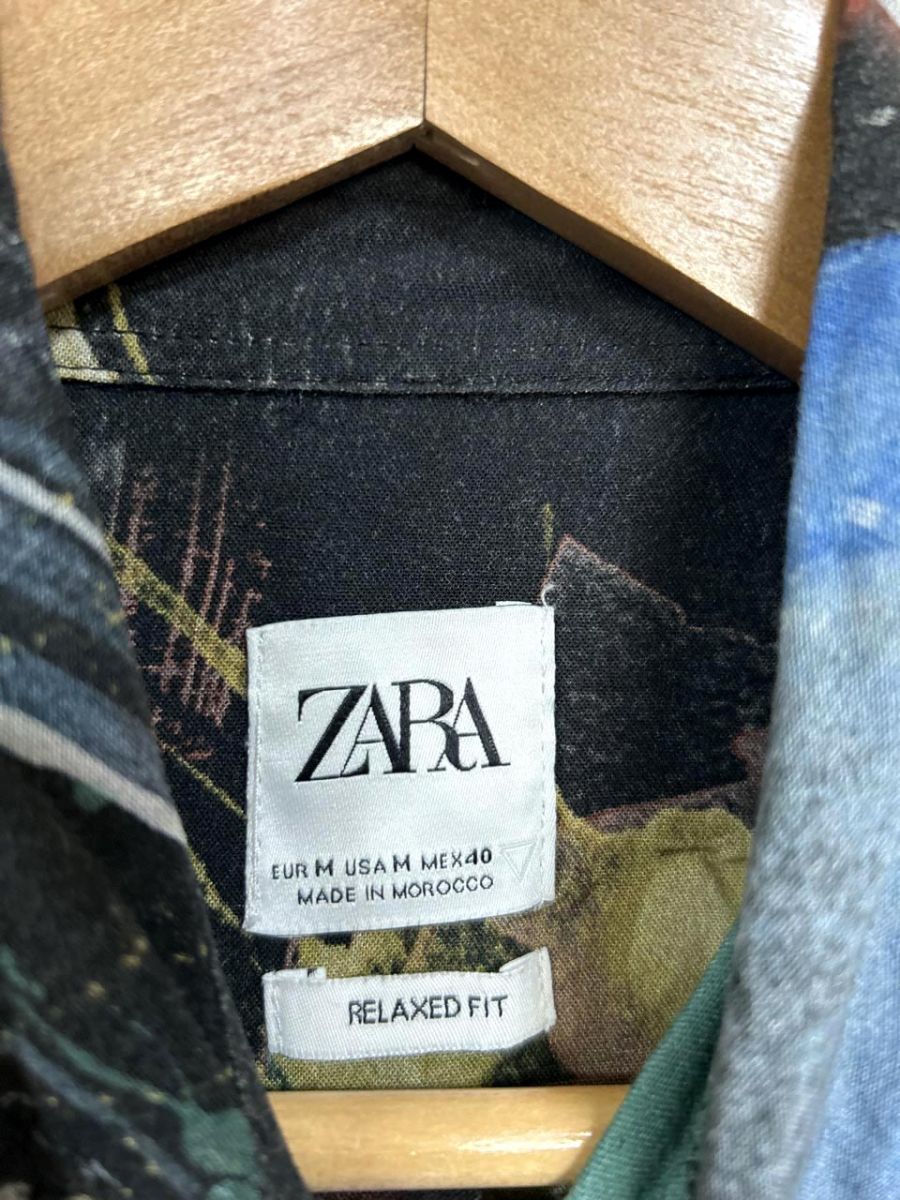 ZARA
EUR M USA M MEX 40
MADE IN MOROCCO
RELAXED FIT